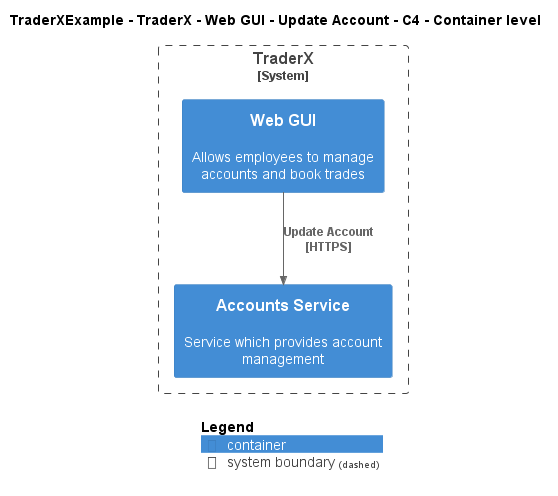 TraderXExample - TraderX - Web GUI - Update Account - C4 - Container level
TraderX
[System]
Web GUI
Allows employees to manage
accounts and book trades
Update Account
[HTTPS]
Accounts Service
Service which provides account
management
Legend
container
system boundary (dashed)